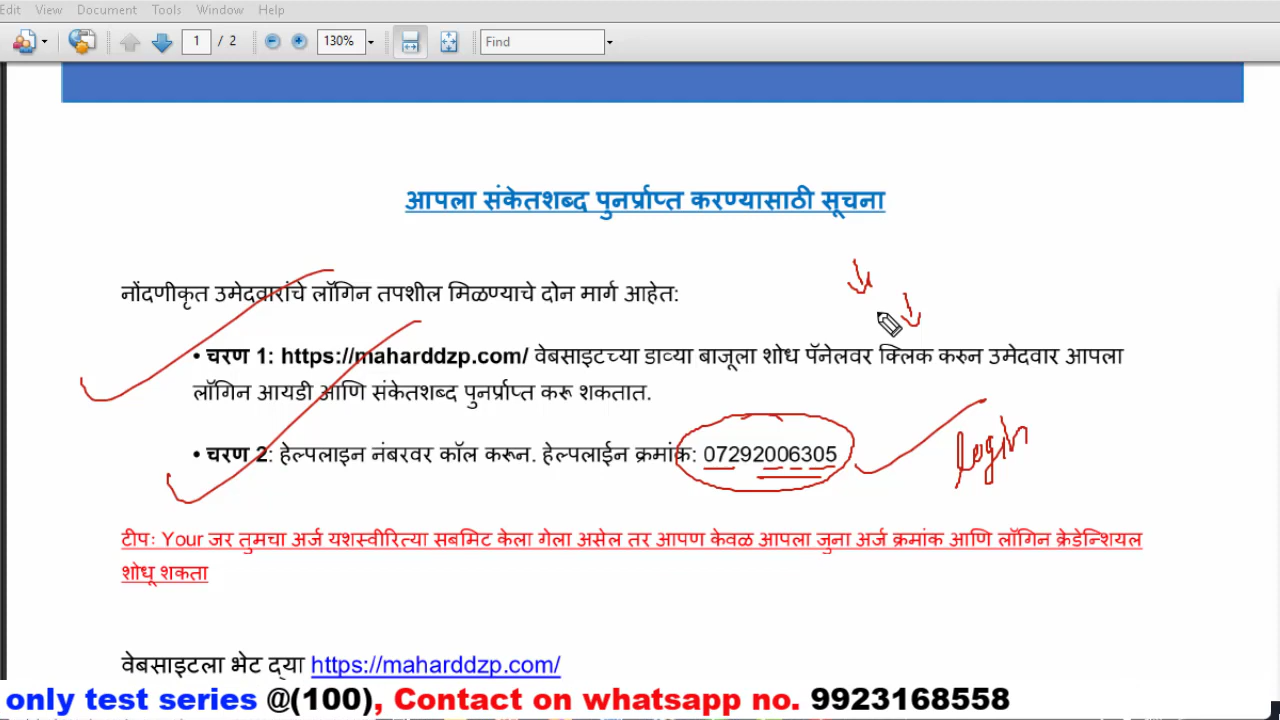 Edit View Document Tools Window Help
1 / 2 130% Find
आपला संकेतशब्द पुनर्प्राप्त करण्यासाठी सूचना
नोंदणीकृत उमेदवारांचे लॉगिन तपशील मिळण्याचे दोन मार्ग आहेत:
• चरण 1: https://maharddzp.com/ वेबसाइटच्या डाव्या बाजूला शोध पॅनेलवर क्लिक करुन उमेदवार आपला
लॉगिन आयडी आणि संकेतशब्द पुनर्प्राप्त करू शकतात.
• चरण 2: हेल्पलाइन नंबरवर कॉल करून. हेल्पलाईन क्रमांक: 07292006305
login
टीपः Your जर तुमचा अर्ज यशस्वीरित्या सबमिट केला गेला असेल तर आपण केवळ आपला जुना अर्ज क्रमांक आणि लॉगिन क्रेडेन्शियल
शोधू शकता
वेबसाइटला भेट द्या https://maharddzp.com/
only test series @(100), Contact on whatsapp no. 9923168558